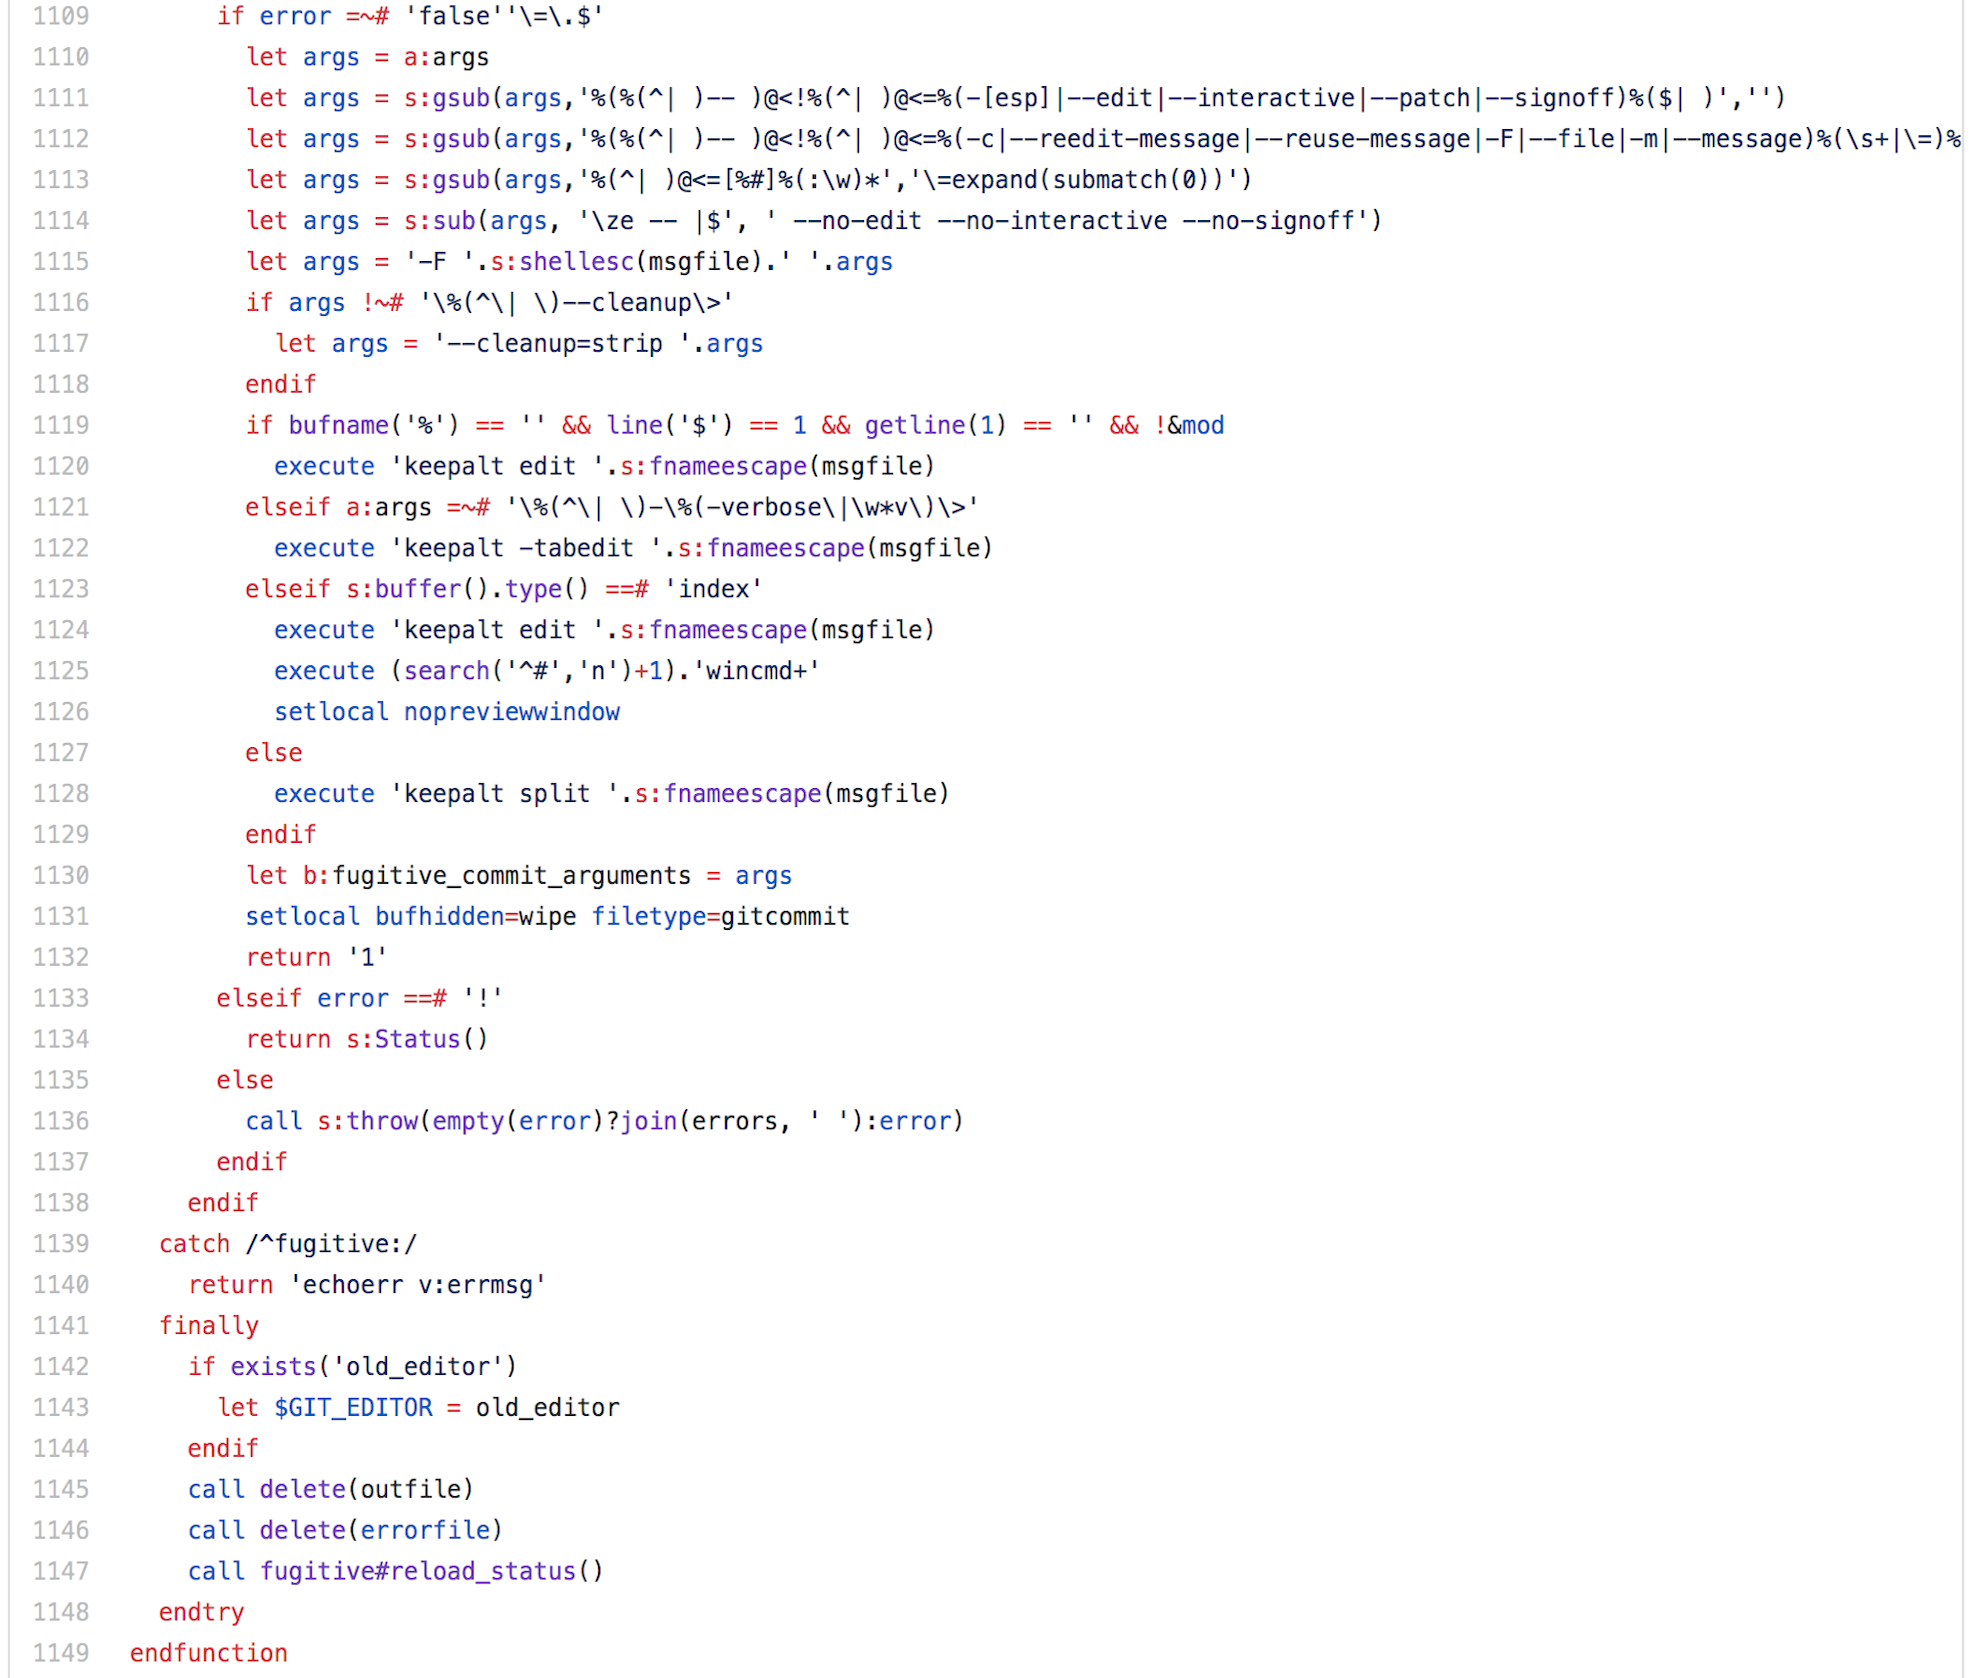 1109 if error =~# 'false''\=\.$'
1110 let args = a:args
1111 let args = s:gsub(args,'%(%(^| )-- )@<!%(^| )@<=%(-[esp]|--edit|--interactive|--patch|--signoff)%($| )','')
1112 let args = s:gsub(args,'%(%(^| )-- )@<!%(^| )@<=%(-c|--reedit-message|--reuse-message|-F|--file|-m|--message)%(\s+|\=)%
1113 let args = s:gsub(args,'%(^| )@<=[%#]%(:\w)*','\=expand(submatch(0))')
1114 let args = s:sub(args, '\ze -- |$', ' --no-edit --no-interactive --no-signoff')
1115 let args = '-F '.s:shellesc(msgfile).' '.args
1116 if args !~# '\%(^\| \)--cleanup\>'
1117 let args = '--cleanup=strip '.args
1118 endif
1119 if bufname('%') == '' && line('$') == 1 && getline(1) == '' && !&mod
1120 execute 'keepalt edit '.s:fnameescape(msgfile)
1121 elseif a:args =~# '\%(^\| \)-\%(-verbose\|\w*v\)\>'
1122 execute 'keepalt -tabedit '.s:fnameescape(msgfile)
1123 elseif s:buffer().type() ==# 'index'
1124 execute 'keepalt edit '.s:fnameescape(msgfile)
1125 execute (search('^#','n')+1).'wincmd+'
1126 setlocal nopreviewwindow
1127 else
1128 execute 'keepalt split '.s:fnameescape(msgfile)
1129 endif
1130 let b:fugitive_commit_arguments = args
1131 setlocal bufhidden=wipe filetype=gitcommit
1132 return '1'
1133 elseif error ==# '!'
1134 return s:Status()
1135 else
1136 call s:throw(empty(error)?join(errors, ' '):error)
1137 endif
1138 endif
1139 catch /^fugitive:/
1140 return 'echoerr v:errmsg'
1141 finally
1142 if exists('old_editor')
1143 let $GIT_EDITOR = old_editor
1144 endif
1145 call delete(outfile)
1146 call delete(errorfile)
1147 call fugitive#reload_status()
1148 endtry
1149 endfunction